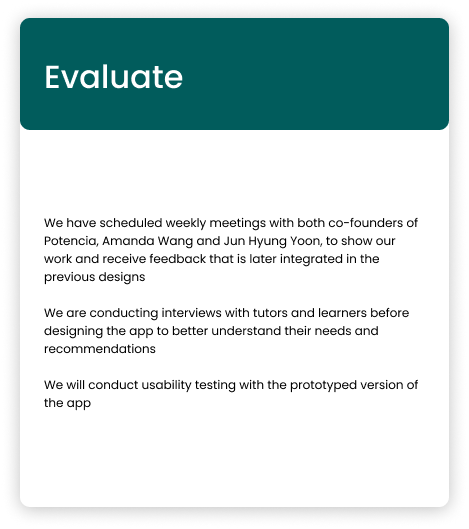 Evaluate
We have scheduled weekly meetings with both co-founders of
Potencia, Amanda Wang and Jun Hyung Yoon, to show our
work and receive feedback that is later integrated in the
previous designs
We are conducting interviews with tutors and learners before
designing the app to better understand their needs and
recommendations
We will conduct usability testing with the prototyped version of
the app